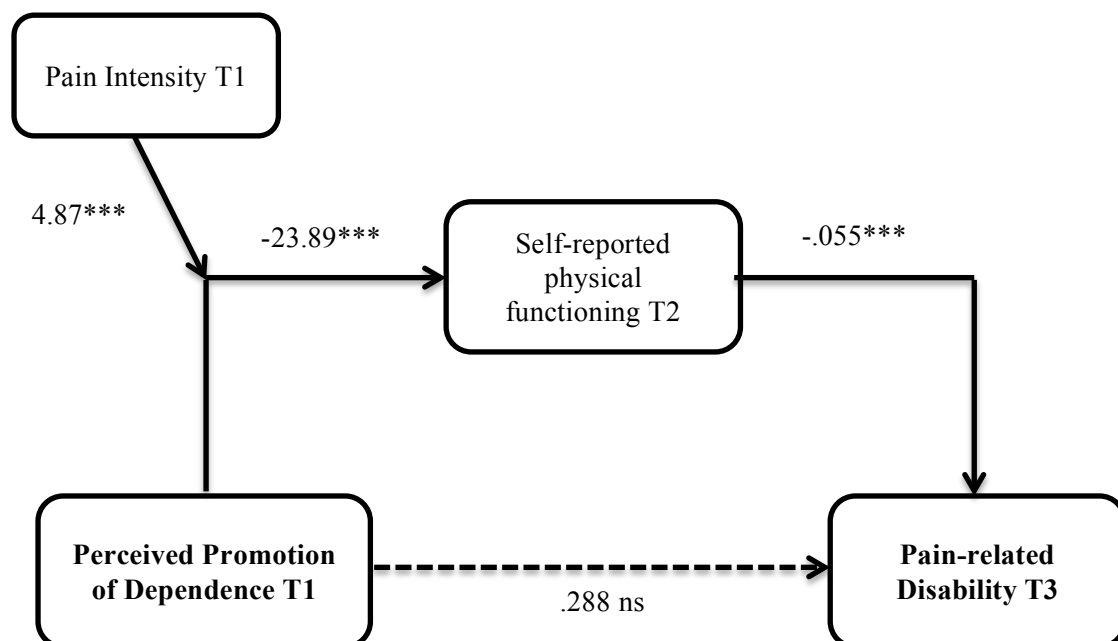 Pain Intensity T1
4.87***
-23.89***
Self-reported
physical
functioning T2
-.055***
Perceived Promotion
of Dependence T1
.288 ns
Pain-related
Disability T3